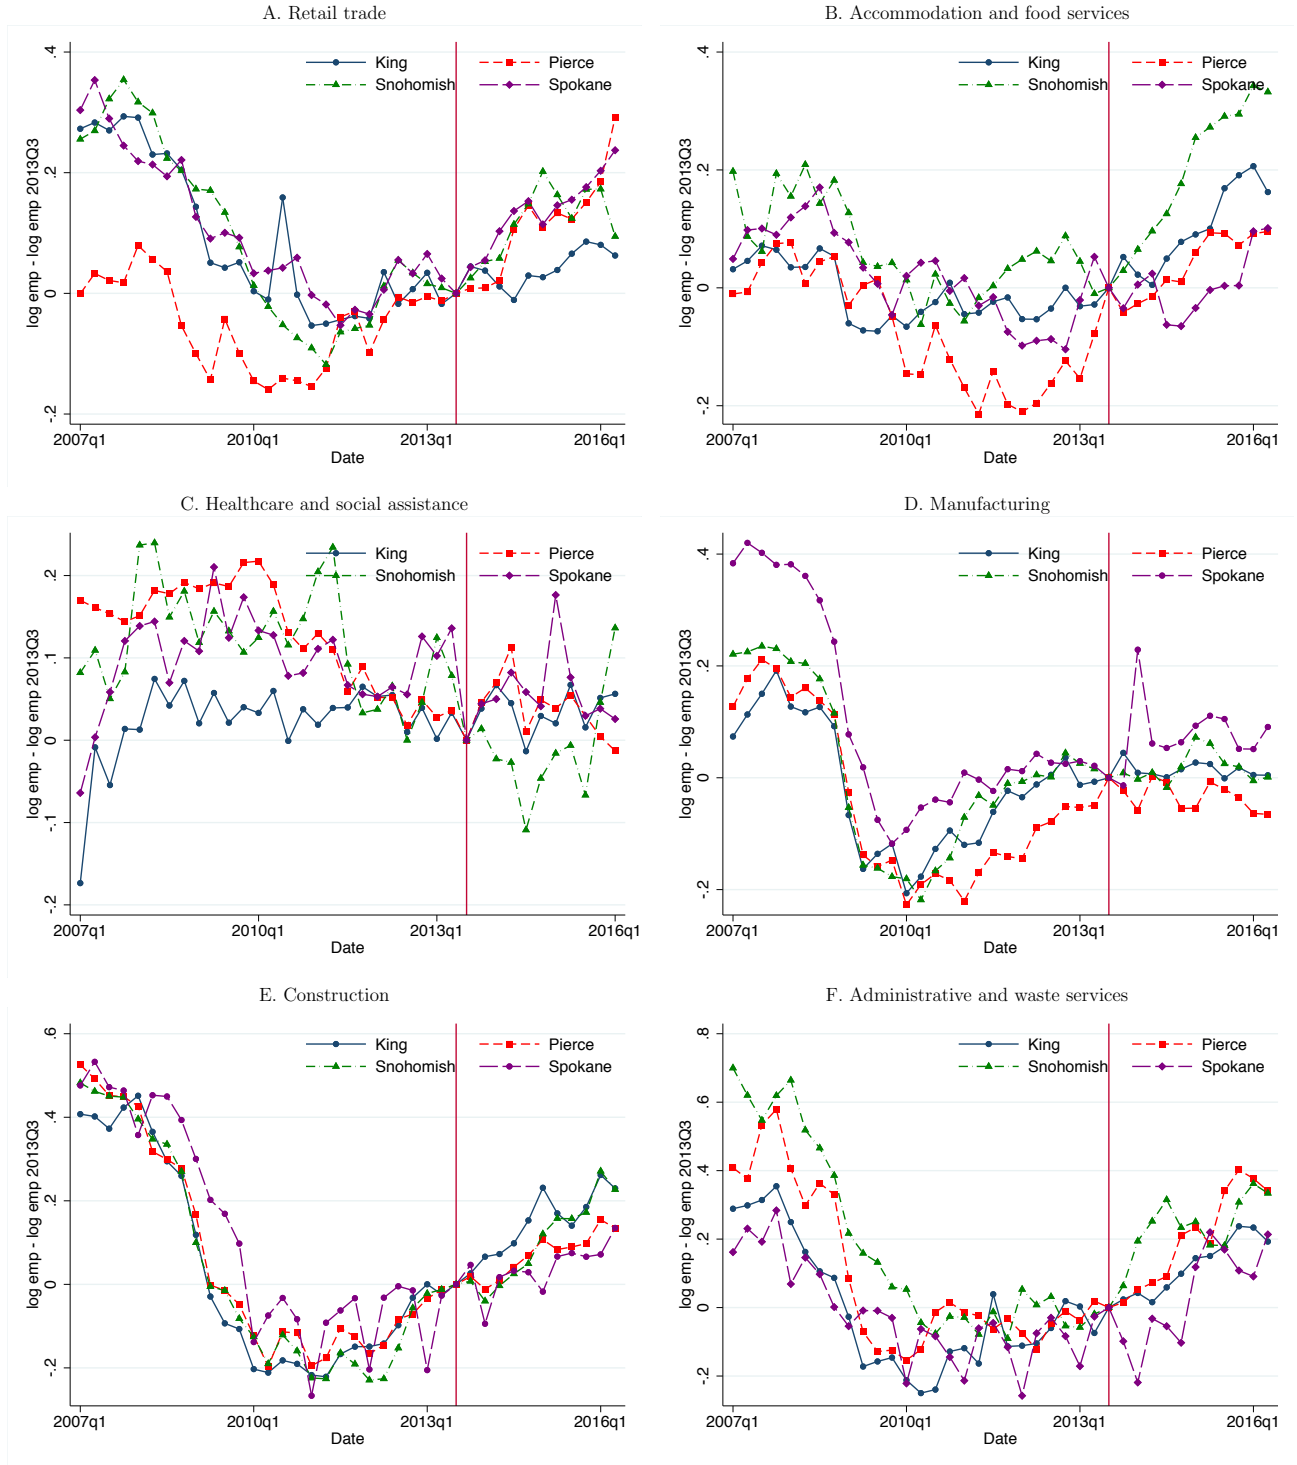 A. Retail trade
King
Pierce
Snohomish
Spokane
log emp - log emp 2013Q3
.4
.2
0
-.2
2007q1
2010q1
2013q1
2016q1
Date
B. Accommodation and food services
King
Pierce
Snohomish
Spokane
log emp - log emp 2013Q3
.4
.2
0
-.2
2007q1
2010q1
2013q1
2016q1
Date
C. Healthcare and social assistance
King
Pierce
Snohomish
Spokane
log emp - log emp 2013Q3
.2
.1
0
-.1
-.2
2007q1
2010q1
2013q1
2016q1
Date
D. Manufacturing
King
Pierce
Snohomish
Spokane
log emp - log emp 2013Q3
.4
.2
0
-.2
2007q1
2010q1
2013q1
2016q1
Date
E. Construction
King
Pierce
Snohomish
Spokane
log emp - log emp 2013Q3
.6
.4
.2
0
-.2
2007q1
2010q1
2013q1
2016q1
Date
F. Administrative and waste services
King
Pierce
Snohomish
Spokane
log emp - log emp 2013Q3
.8
.6
.4
.2
0
-.2
2007q1
2010q1
2013q1
2016q1
Date